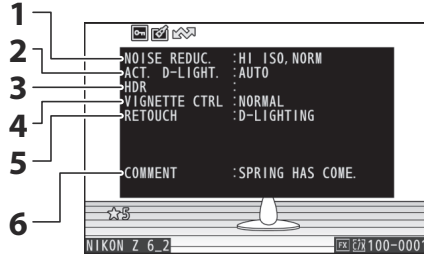 1
2
3
4
5
6
NOISE REDUC. :HI ISO, NORM
ACT. D-LIGHT. :AUTO
HDR :
VIGNETTE CTRL :NORMAL
RETOUCH :D-LIGHTING
COMMENT :SPRING HAS COME.
☆5
NIKON Z 6_2
FX 100-0001